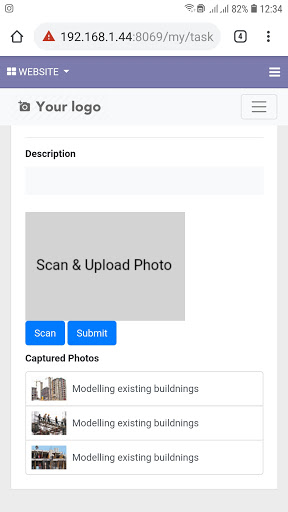 82% 12:34
192.168.1.44:8069/my/task
4
WEBSITE
Your logo
Description
Scan & Upload Photo
Scan
Submit
Captured Photos
Modelling existing buildnings
Modelling existing buildnings
Modelling existing buildnings